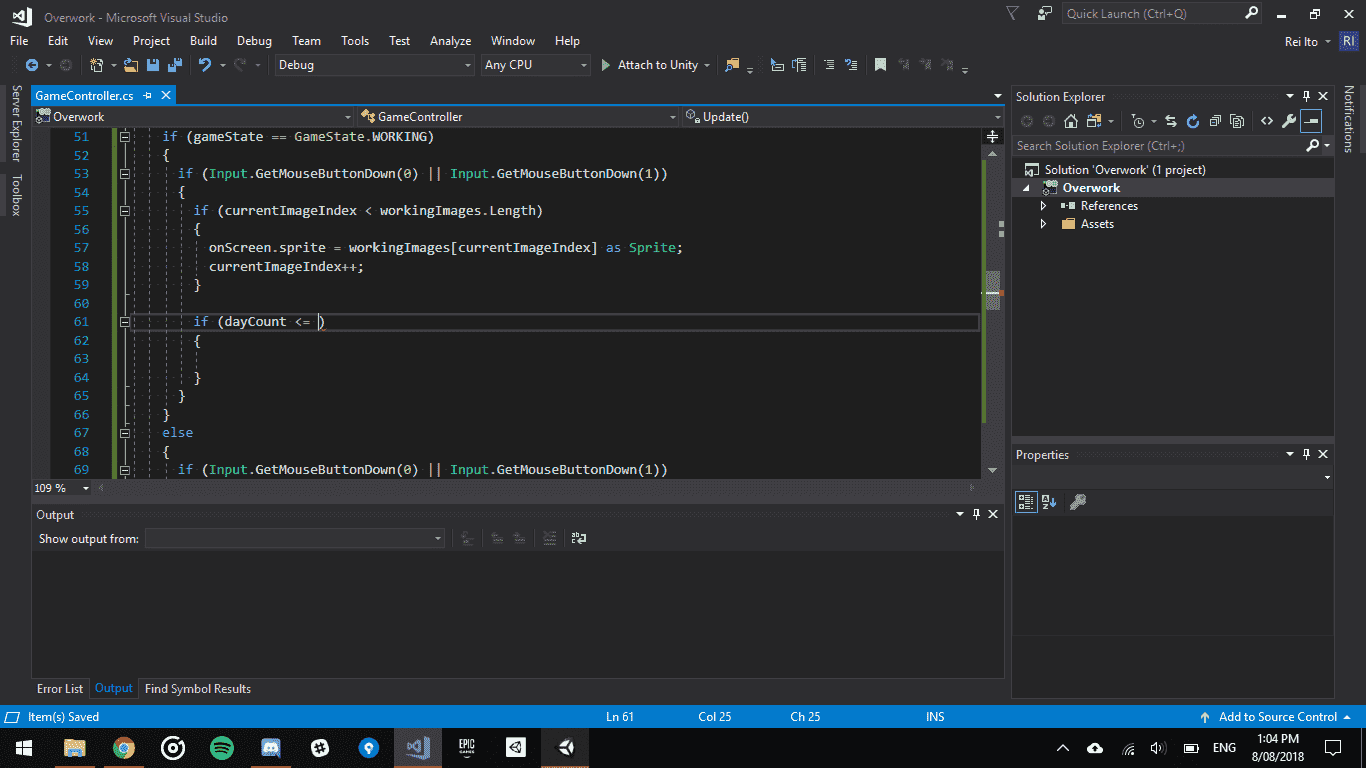 Overwork - Microsoft Visual Studio
Quick Launch (Ctrl+Q)
File Edit View Project Build Debug Team Tools Test Analyze Window Help
Rei Ito RI
Debug Any CPU Attach to Unity
Server Explorer
Toolbox
GameController.cs
Overwork GameController Update()
51 if (gameState == GameState.WORKING)
52 {
53 if (Input.GetMouseButtonDown(0) || Input.GetMouseButtonDown(1))
54 {
55 if (currentImageIndex < workingImages.Length)
56 {
57 onScreen.sprite = workingImages[currentImageIndex] as Sprite;
58 currentImageIndex++;
59 }
60
61 if (dayCount <= )
62 {
63
64 }
65 }
66 }
67 else
68 {
69 if (Input.GetMouseButtonDown(0) || Input.GetMouseButtonDown(1))
109 %
Output
Show output from:
Error List Output Find Symbol Results
Solution Explorer
Search Solution Explorer (Ctrl+;)
Solution 'Overwork' (1 project)
Overwork
References
Assets
Properties
Notifications
Item(s) Saved Ln 61 Col 25 Ch 25 INS Add to Source Control
EPIC
GAMES
ENG
1:04 PM
8/08/2018